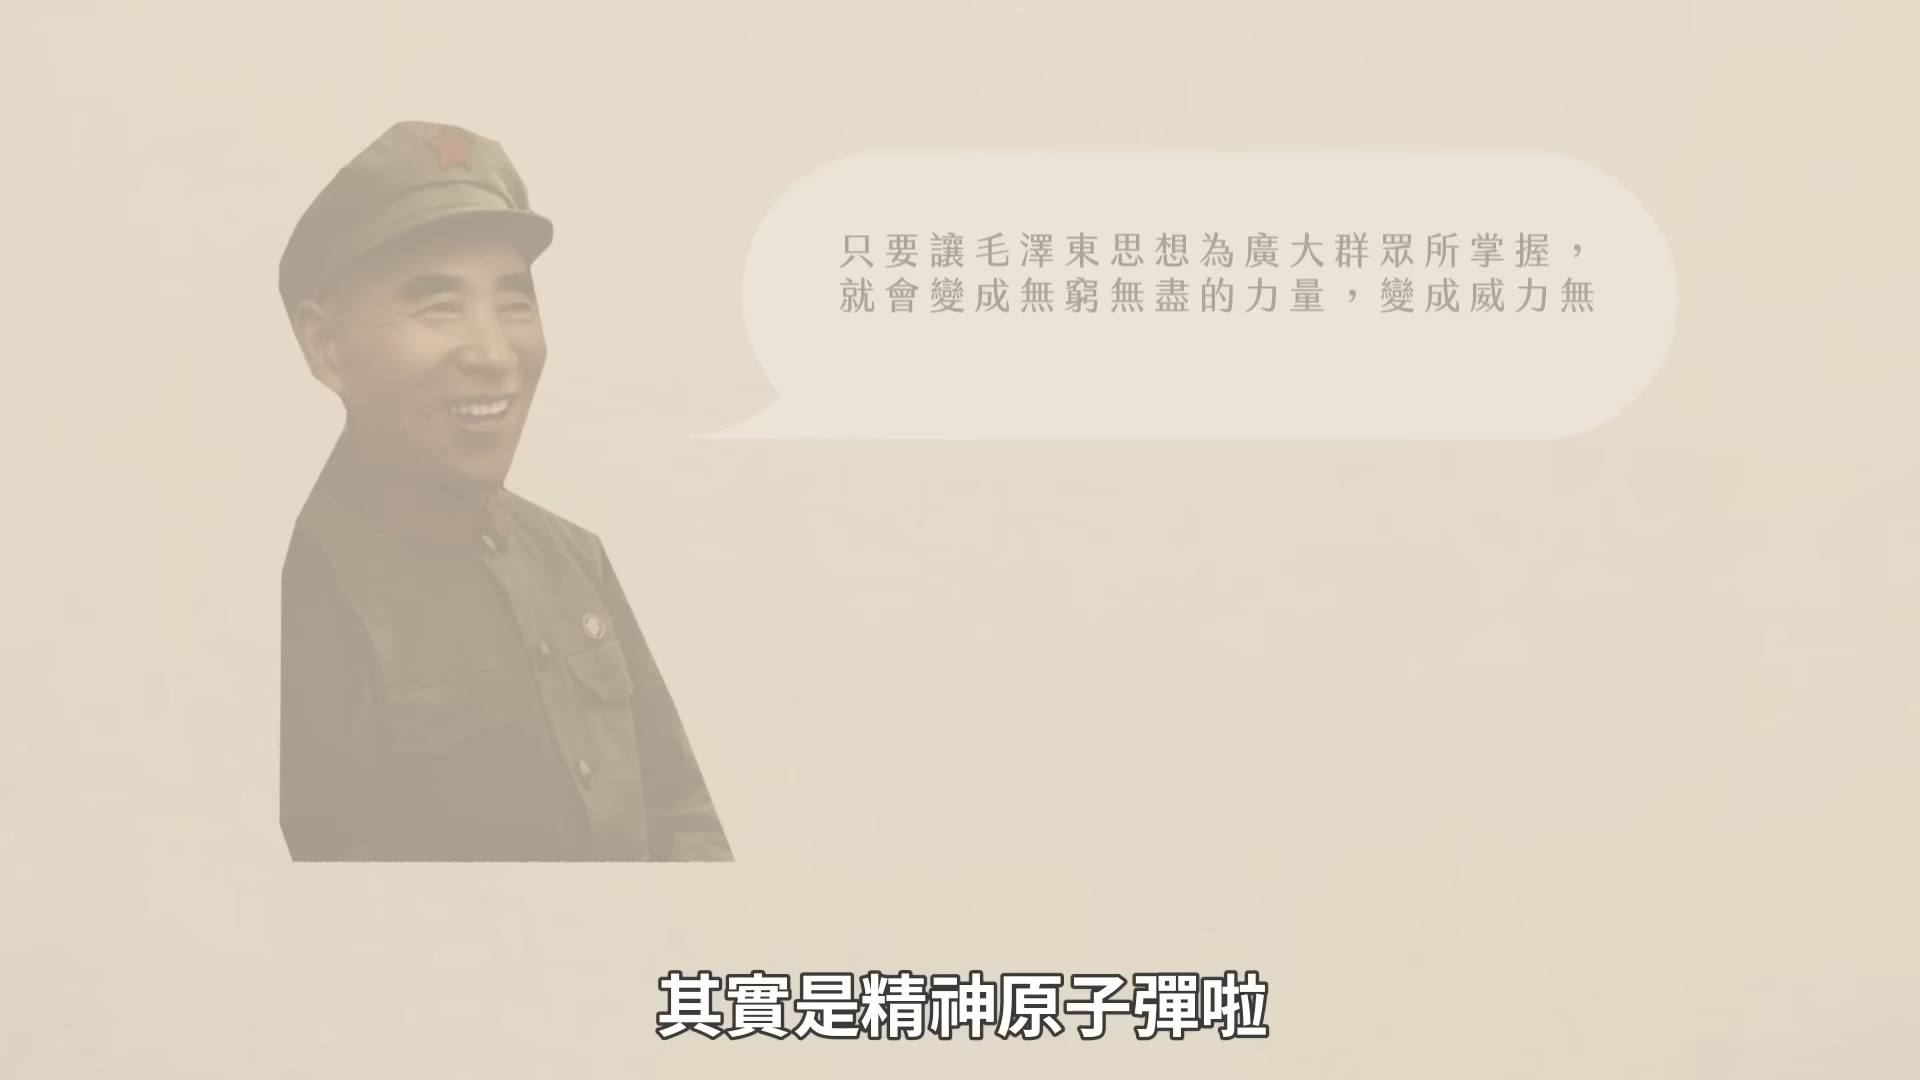 只要讓毛澤東思想為廣大群眾所掌握，
就會變成無窮無盡的力量，變成威力無
其實是精神原子彈啦